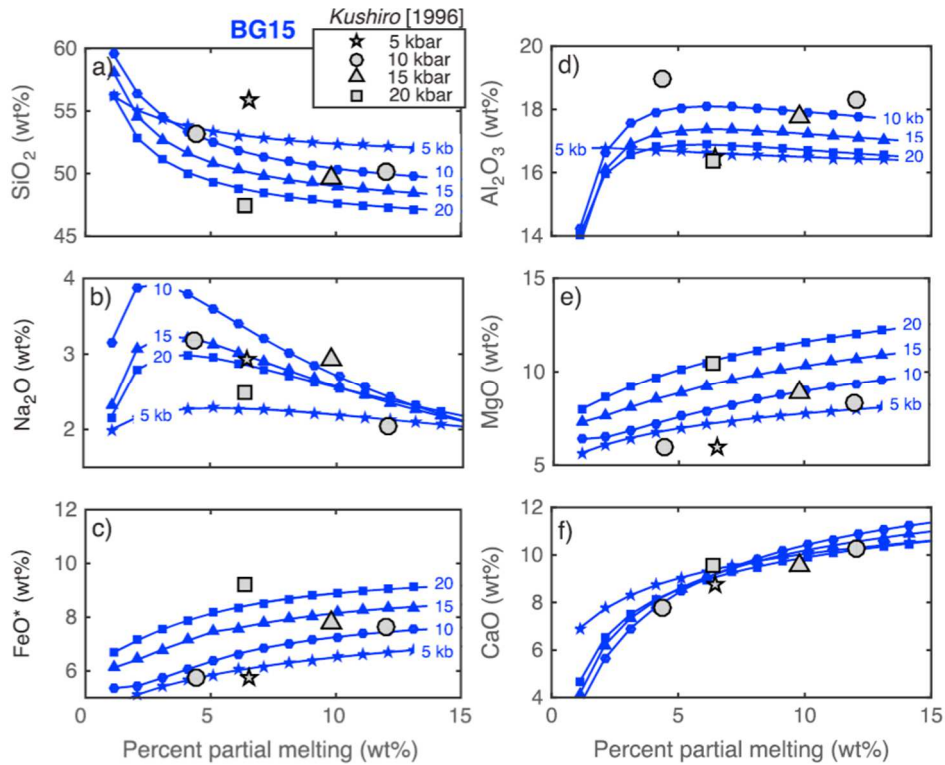 BG15
Kushiro [1996]
5 kbar
10 kbar
15 kbar
20 kbar
a)
SiO2 (wt%)
60
55
50
45
5 kb
10
15
20
b)
Na2O (wt%)
4
3
2
10
15
20
5 kb
c)
FeO* (wt%)
12
10
8
6
20
15
10
5 kb
0 5 10 15
Percent partial melting (wt%)
d)
Al2O3 (wt%)
20
18
16
14
10 kb
15
5 kb
20
e)
MgO (wt%)
15
10
5
20
15
10
5 kb
f)
CaO (wt%)
12
10
8
6
4
5 kb
0 5 10 15
Percent partial melting (wt%)